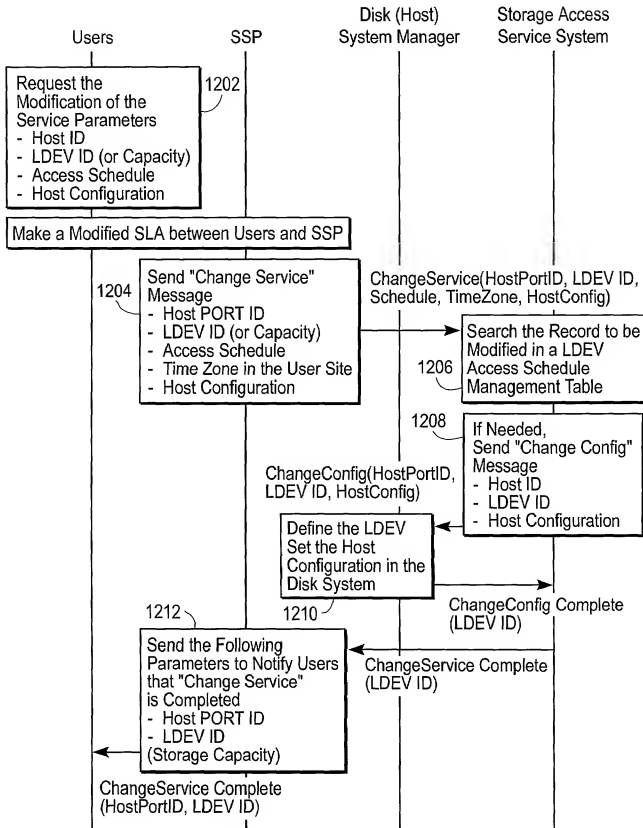 Users
SSP
Disk (Host)
System Manager
Storage Access
Service System
Request the
Modification of the
Service Parameters
- Host ID
- LDEV ID (or Capacity)
- Access Schedule
- Host Configuration
1202
Make a Modified SLA between Users and SSP
1204
Send "Change Service"
Message
- Host PORT ID
- LDEV ID (or Capacity)
- Access Schedule
- Time Zone in the User Site
- Host Configuration
ChangeService(HostPortID, LDEV ID,
Schedule, TimeZone, HostConfig)
Search the Record to be
Modified in a LDEV
Access Schedule
Management Table
1206
1208
If Needed,
Send "Change Config"
Message
- Host ID
- LDEV ID
- Host Configuration
ChangeConfig(HostPortID,
LDEV ID, HostConfig)
Define the LDEV
Set the Host
Configuration in the
Disk System
1210
ChangeConfig Complete
(LDEV ID)
1212
Send the Following
Parameters to Notify Users
that "Change Service"
is Completed
- Host PORT ID
- LDEV ID
(Storage Capacity)
ChangeService Complete
(LDEV ID)
ChangeService Complete
(HostPortID, LDEV ID)